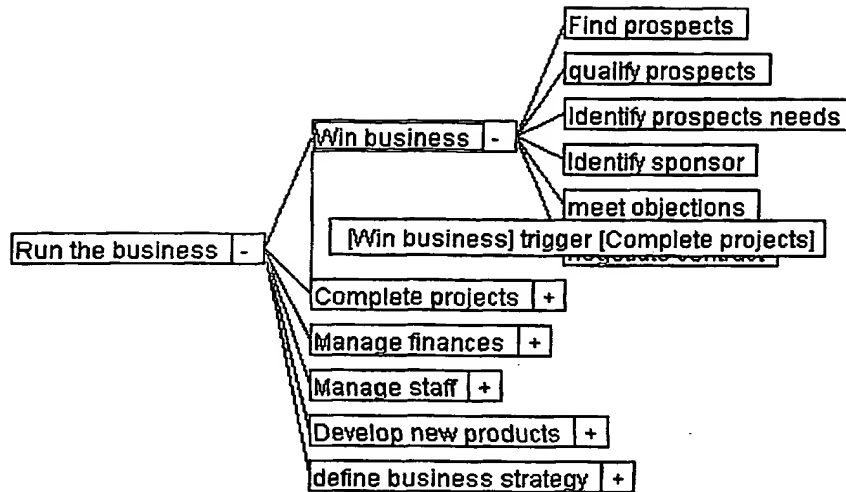 Find prospects
qualify prospects
Identify prospects needs
Win business -
Identify sponsor
meet objections
[Win business] trigger [Complete projects]
Run the business -
contract
Complete projects +
Manage finances +
Manage staff +
Develop new products +
define business strategy +